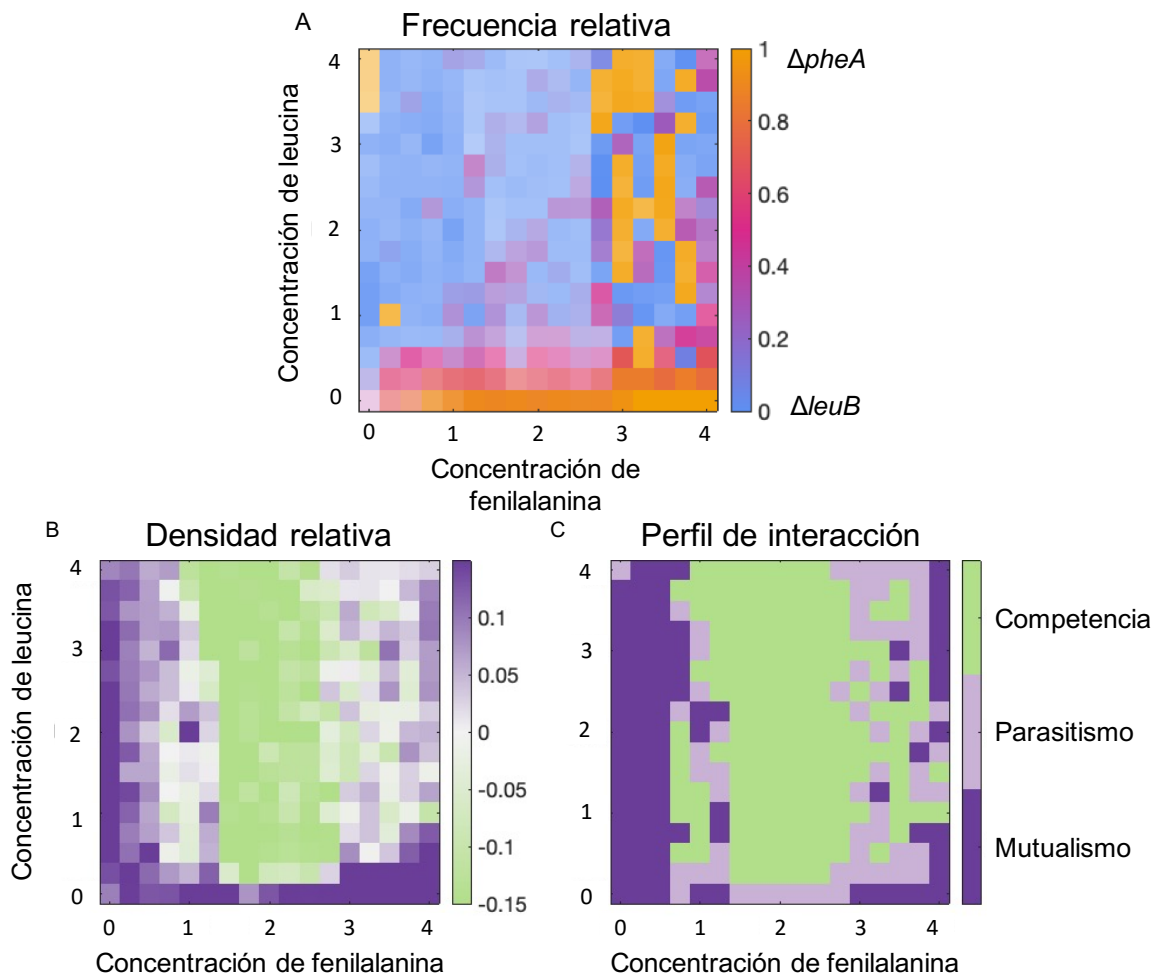 A
Frecuencia relativa
Concentración de leucina
4
3
2
1
0
0 1 2 3 4
Concentración de
fenilalanina
1
0.8
0.6
0.4
0.2
0
ΔpheA
ΔleuB
B
Densidad relativa
Concentración de leucina
4
3
2
1
0
0 1 2 3 4
Concentración de fenilalanina
0.1
0.05
0
-0.05
-0.1
-0.15
C
Perfil de interacción
4
3
2
1
0
0 1 2 3 4
Concentración de fenilalanina
Competencia
Parasitismo
Mutualismo